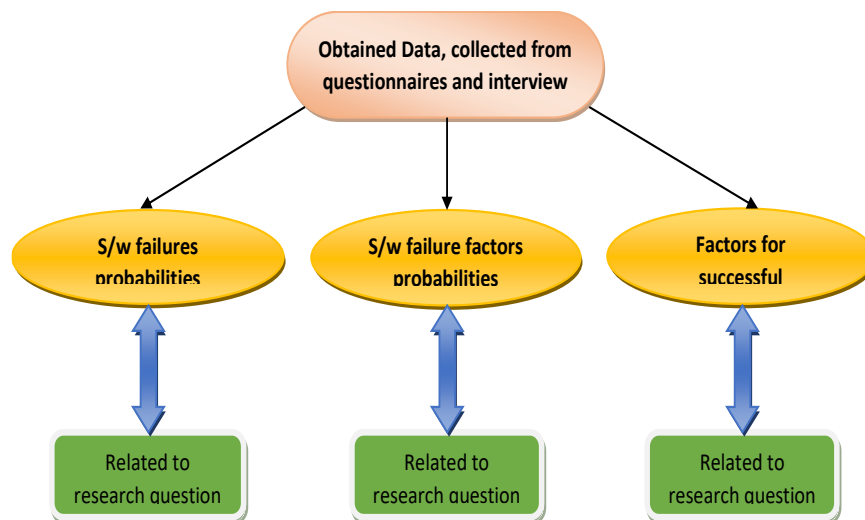 Obtained Data, collected from
questionnaires and interview
S/w failures
probabilities
S/w failure factors
probabilities
Factors for
successful
Related to
research question
Related to
research question
Related to
research question